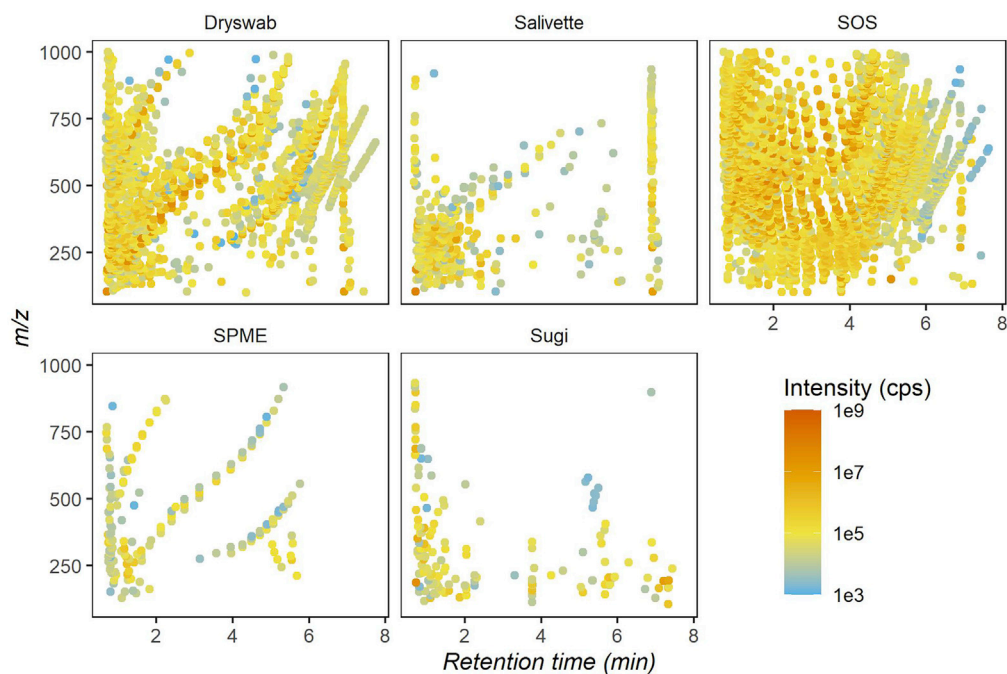 Dryswab
Salivette
SOS
1000
750
500
250
2 4 6 8
SPME
Sugi
m/z
1000
750
500
250
2 4 6 8
2 4 6 8
Retention time (min)
Intensity (cps)
1e9
1e7
1e5
1e3